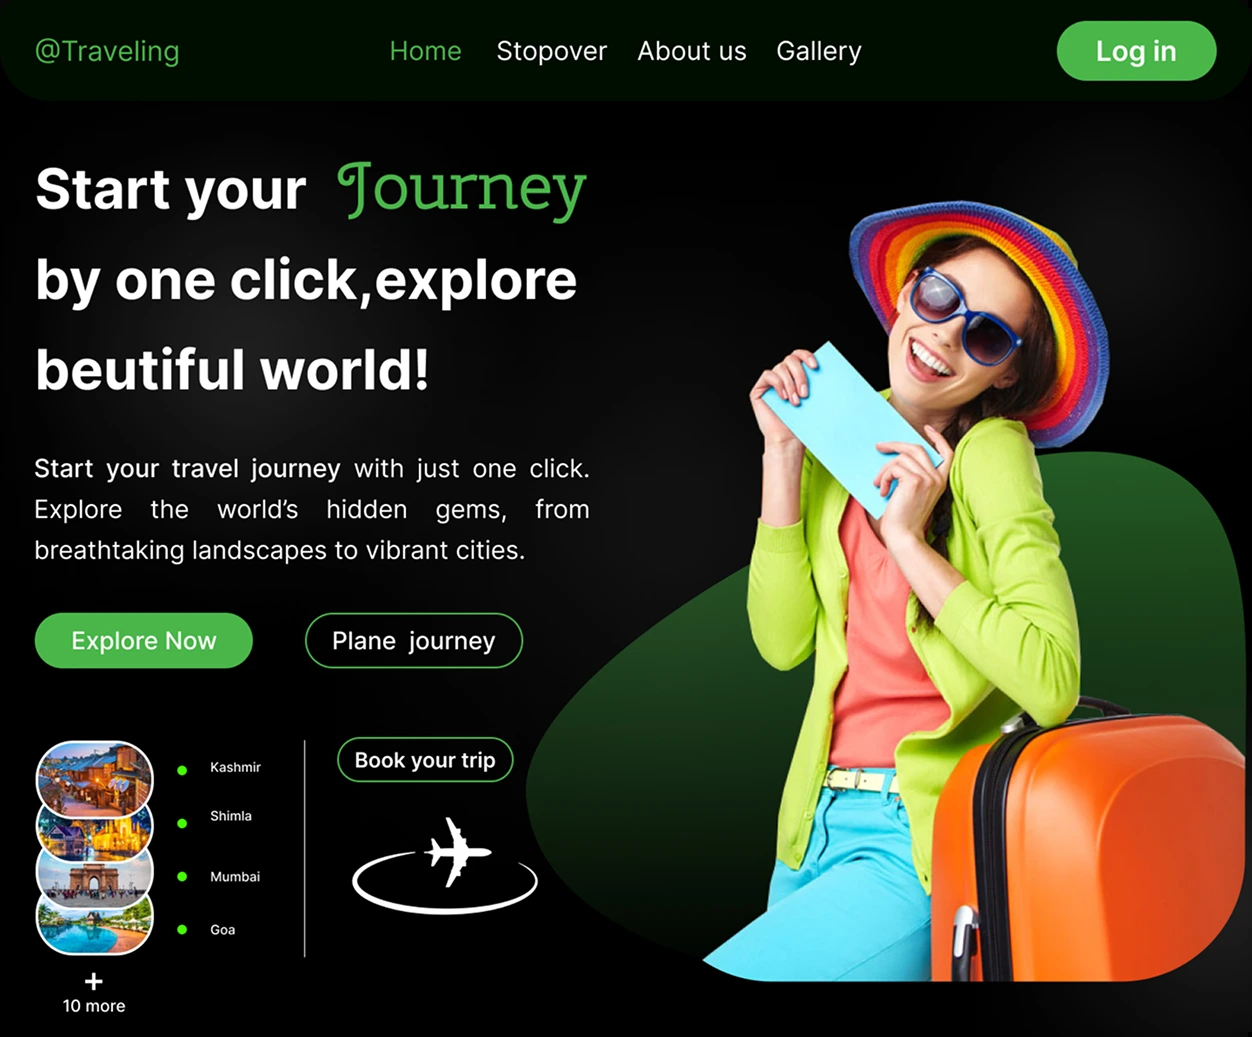 @Traveling
Home Stopover About us Gallery
Log in
Start your Journey
by one click,explore
beutiful world!
Start your travel journey with just one click.
Explore the world’s hidden gems, from
breathtaking landscapes to vibrant cities.
Explore Now
Plane journey
Kashmir
Shimla
Mumbai
Goa
+
10 more
Book your trip